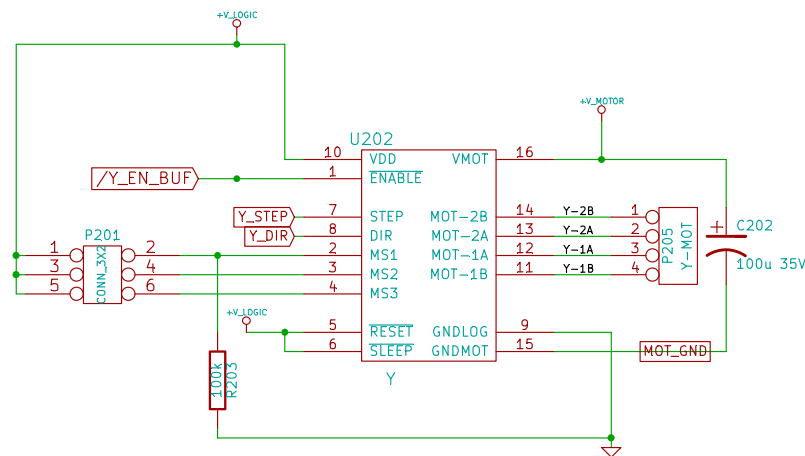 +V_LOGIC
U202
+V_MOTOR
10 VDD VMOT 16
/Y_EN_BUF 1 ENABLE
Y_STEP 7 STEP MOT-2B 14 Y-2B 1
Y_DIR 8 DIR MOT-2A 13 Y-2A 2
P201
1 2 2 MS1 MOT-1A 12 Y-1A 3
3 4 3 MS2 MOT-1B 11 Y-1B 4
5 6 4 MS3
CONN_3X2
P205
Y-MOT
+
C202
100u 35V
+V_LOGIC
5 RESET GNDLOG 9
6 SLEEP GNDMOT 15 MOT_GND
Y
100k
R203